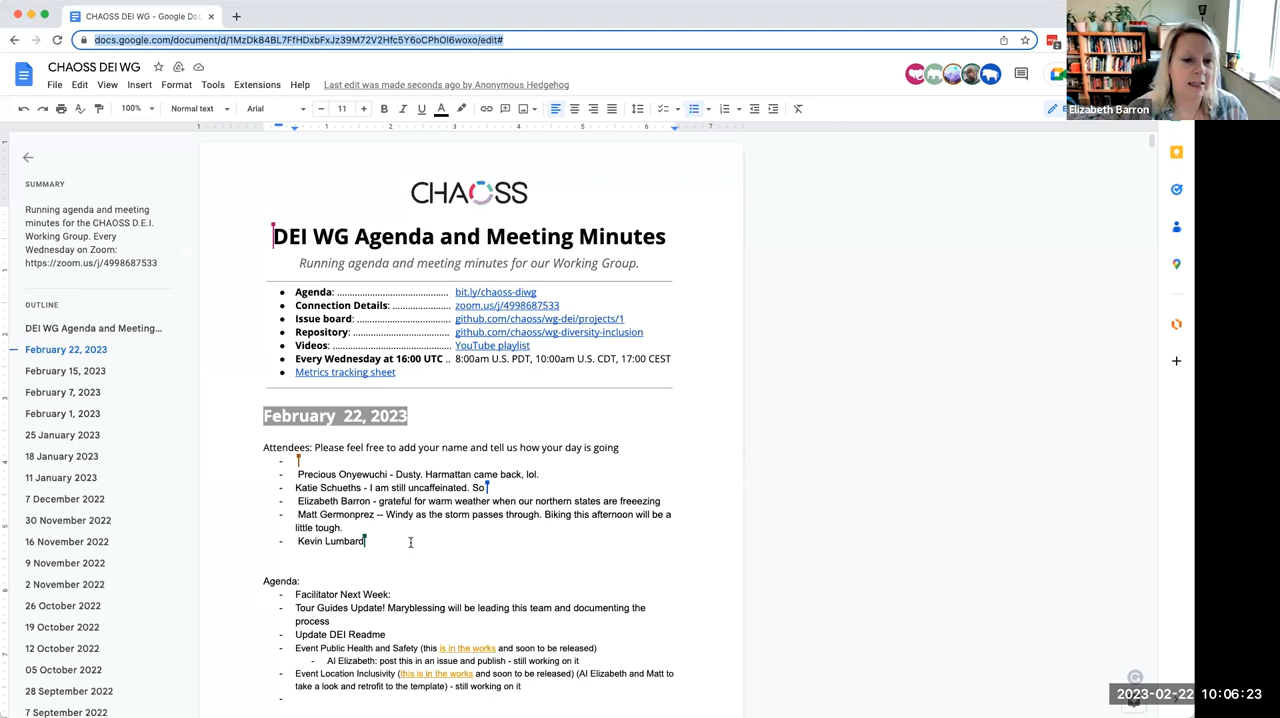 CHAOSS DEI WG - Google Doc
docs.google.com/document/d/1MzDk84BL7FfHDxbFxJz39M72V2Hfc5Y6oCPhOl6woxo/edit#
2
CHAOSS DEI WG
File Edit View Insert Format Tools Extensions Help Last edit was made seconds ago by Anonymous Hedgehog
100% Normal text Arial 11
Elizabeth Barron
1 1 2 3 4 5 6 7
SUMMARY
Running agenda and meeting
minutes for the CHAOSS D.E.I.
Working Group. Every
Wednesday on Zoom:
https://zoom.us/j/4998687533
OUTLINE
DEI WG Agenda and Meeting...
February 22, 2023
February 15, 2023
February 7, 2023
February 1, 2023
25 January 2023
18 January 2023
11 January 2023
7 December 2022
30 November 2022
16 November 2022
9 November 2022
2 November 2022
26 October 2022
19 October 2022
12 October 2022
05 October 2022
28 September 2022
7 September 2022
CHAOSS
DEI WG Agenda and Meeting Minutes
Running agenda and meeting minutes for our Working Group.
● Agenda: .......................................... bit.ly/chaoss-diwg
● Connection Details: ..................... zoom.us/j/4998687533
● Issue board: ................................... github.com/chaoss/wg-dei/projects/1
● Repository: .................................... github.com/chaoss/wg-diversity-inclusion
● Videos: ........................................... YouTube playlist
● Every Wednesday at 16:00 UTC .. 8:00am U.S. PDT, 10:00am U.S. CDT, 17:00 CEST
● Metrics tracking sheet
February 22, 2023
Attendees: Please feel free to add your name and tell us how your day is going
-
- Precious Onyewuchi - Dusty. Harmattan came back, lol.
- Katie Schueths - I am still uncaffeinated. So
- Elizabeth Barron - grateful for warm weather when our northern states are freeezing
- Matt Germonprez -- Windy as the storm passes through. Biking this afternoon will be a
little tough.
- Kevin Lumbard
Agenda:
- Facilitator Next Week:
- Tour Guides Update! Maryblessing will be leading this team and documenting the
process
- Update DEI Readme
- Event Public Health and Safety (this is in the works and soon to be released)
- AI Elizabeth: post this in an issue and publish - still working on it
- Event Location Inclusivity (this is in the works and soon to be released) (AI Elizabeth and Matt to
take a look and retrofit to the template) - still working on it
-
2023-02-22 10:06:23